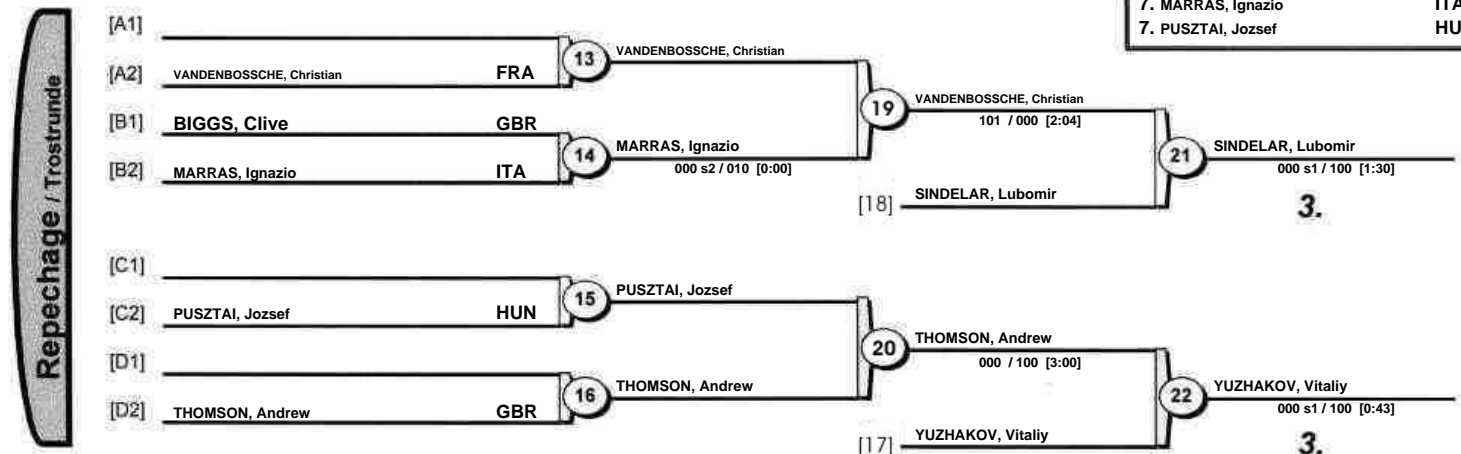 7. MARRAS, Ignazio ITA
7. PUSZTAI, Jozsef HU
Repechage / Trostrunde
[A1]
[A2] VANDENBOSSCHE, Christian FRA
13 VANDENBOSSCHE, Christian
[B1] BIGGS, Clive GBR
[B2] MARRAS, Ignazio ITA
14 MARRAS, Ignazio
000 s2 / 010 [0:00]
19 VANDENBOSSCHE, Christian
101 / 000 [2:04]
[18] SINDELAR, Lubomir
21 SINDELAR, Lubomir
000 s1 / 100 [1:30]
3.
[C1]
[C2] PUSZTAI, Jozsef HUN
15 PUSZTAI, Jozsef
[D1]
[D2] THOMSON, Andrew GBR
16 THOMSON, Andrew
20 THOMSON, Andrew
000 / 100 [3:00]
[17] YUZHAKOV, Vitaliy
22 YUZHAKOV, Vitaliy
000 s1 / 100 [0:43]
3.